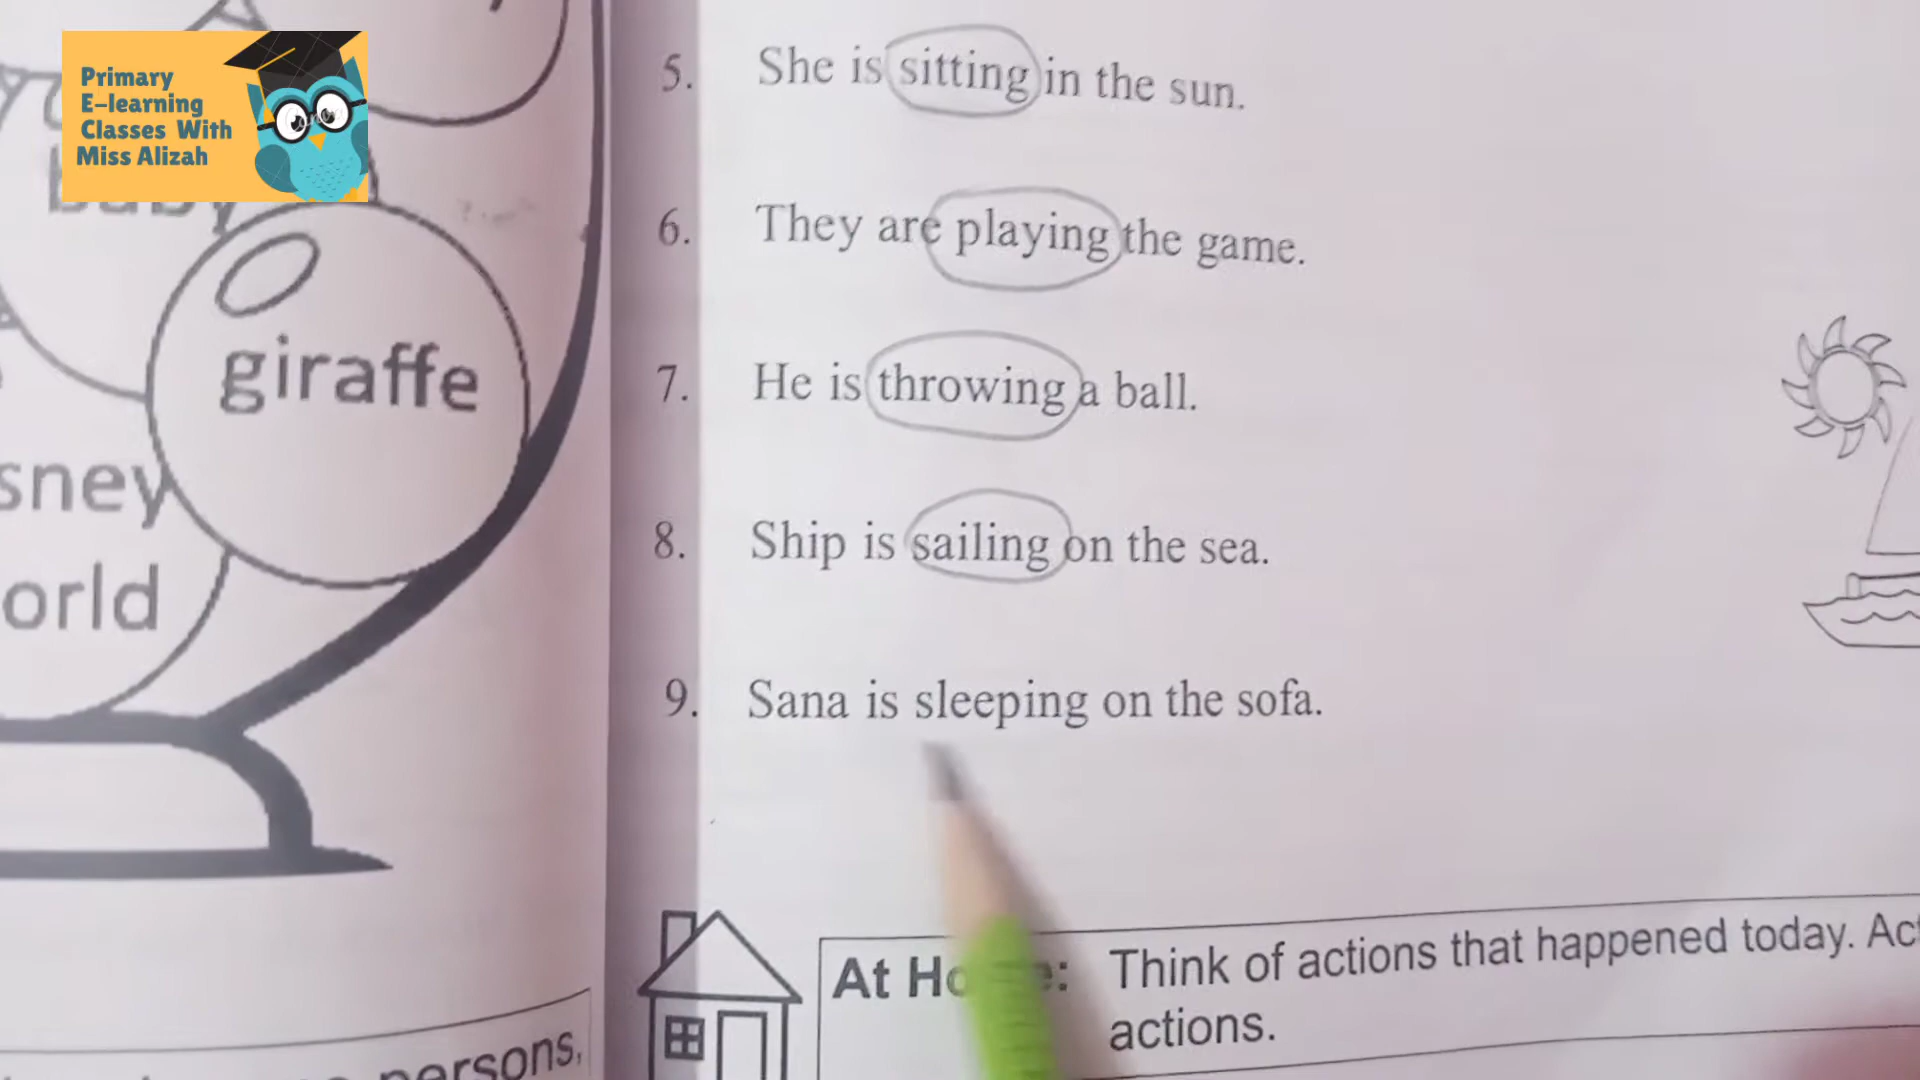 Primary
E-learning
Classes With
Miss Alizah
baby
giraffe
sney
orld
persons,
5. She is sitting in the sun.
6. They are playing the game.
7. He is throwing a ball.
8. Ship is sailing on the sea.
9. Sana is sleeping on the sofa.
At Ho e: Think of actions that happened today. Act
actions.